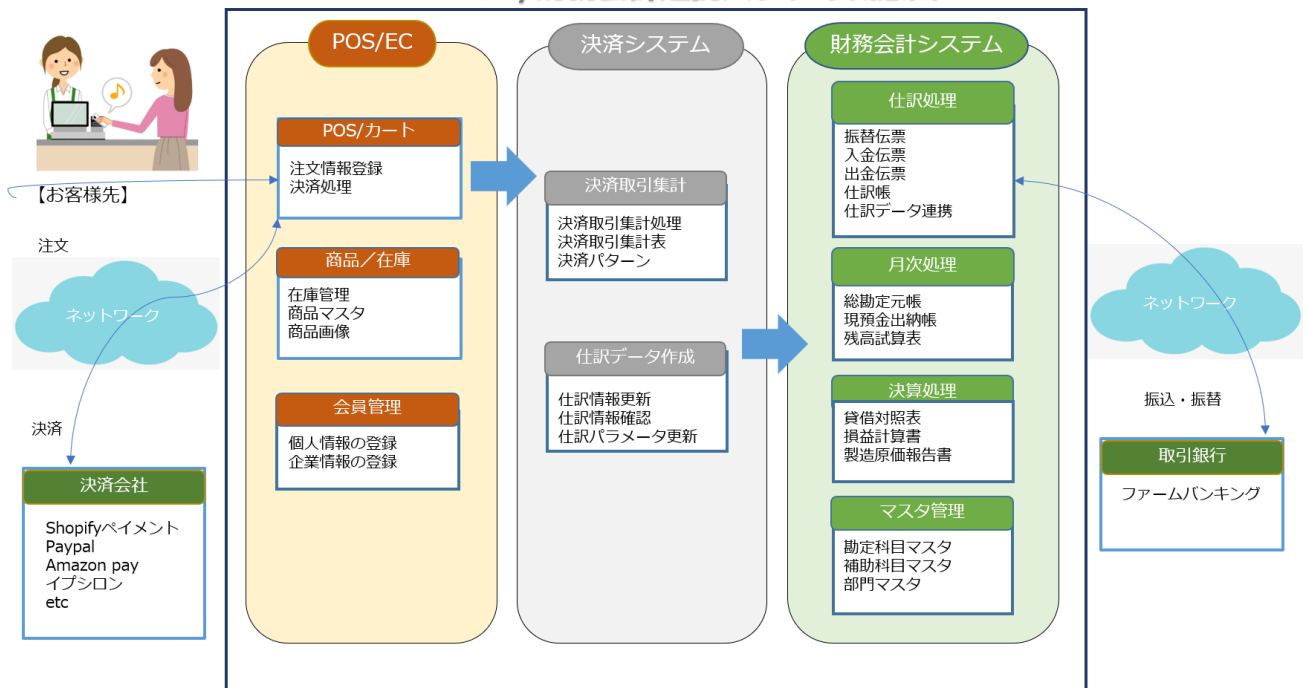 POS/EC
決済システム
財務会計システム
POS/カート
注文情報登録
決済処理
商品／在庫
在庫管理
商品マスタ
商品画像
会員管理
個人情報の登録
企業情報の登録
決済取引集計
決済取引集計処理
決済取引集計表
決済パターン
仕訳データ作成
仕訳情報更新
仕訳情報確認
仕訳パラメータ更新
仕訳処理
振替伝票
入金伝票
出金伝票
仕訳帳
仕訳データ連携
月次処理
総勘定元帳
現預金出納帳
残高試算表
決算処理
貸借対照表
損益計算書
製造原価報告書
マスタ管理
勘定科目マスタ
補助科目マスタ
部門マスタ
【お客様先】
注文
ネットワーク
決済
決済会社
Shopifyペイメント
Paypal
Amazon pay
イプシロン
etc
ネットワーク
振込・振替
取引銀行
ファームバンキング